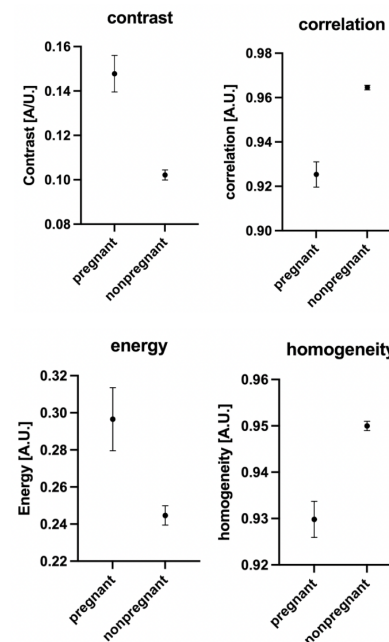 contrast
Contrast [A/U.]
0.16
0.14
0.12
0.10
0.08
pregnant
nonpregnant
correlation
correlation [A.U.]
0.98
0.96
0.94
0.92
0.90
pregnant
nonpregnant
energy
Energy [A.U.]
0.32
0.30
0.28
0.26
0.24
0.22
pregnant
nonpregnant
homogeneity
homogeneity [A.U.]
0.96
0.95
0.94
0.93
0.92
pregnant
nonpregnant